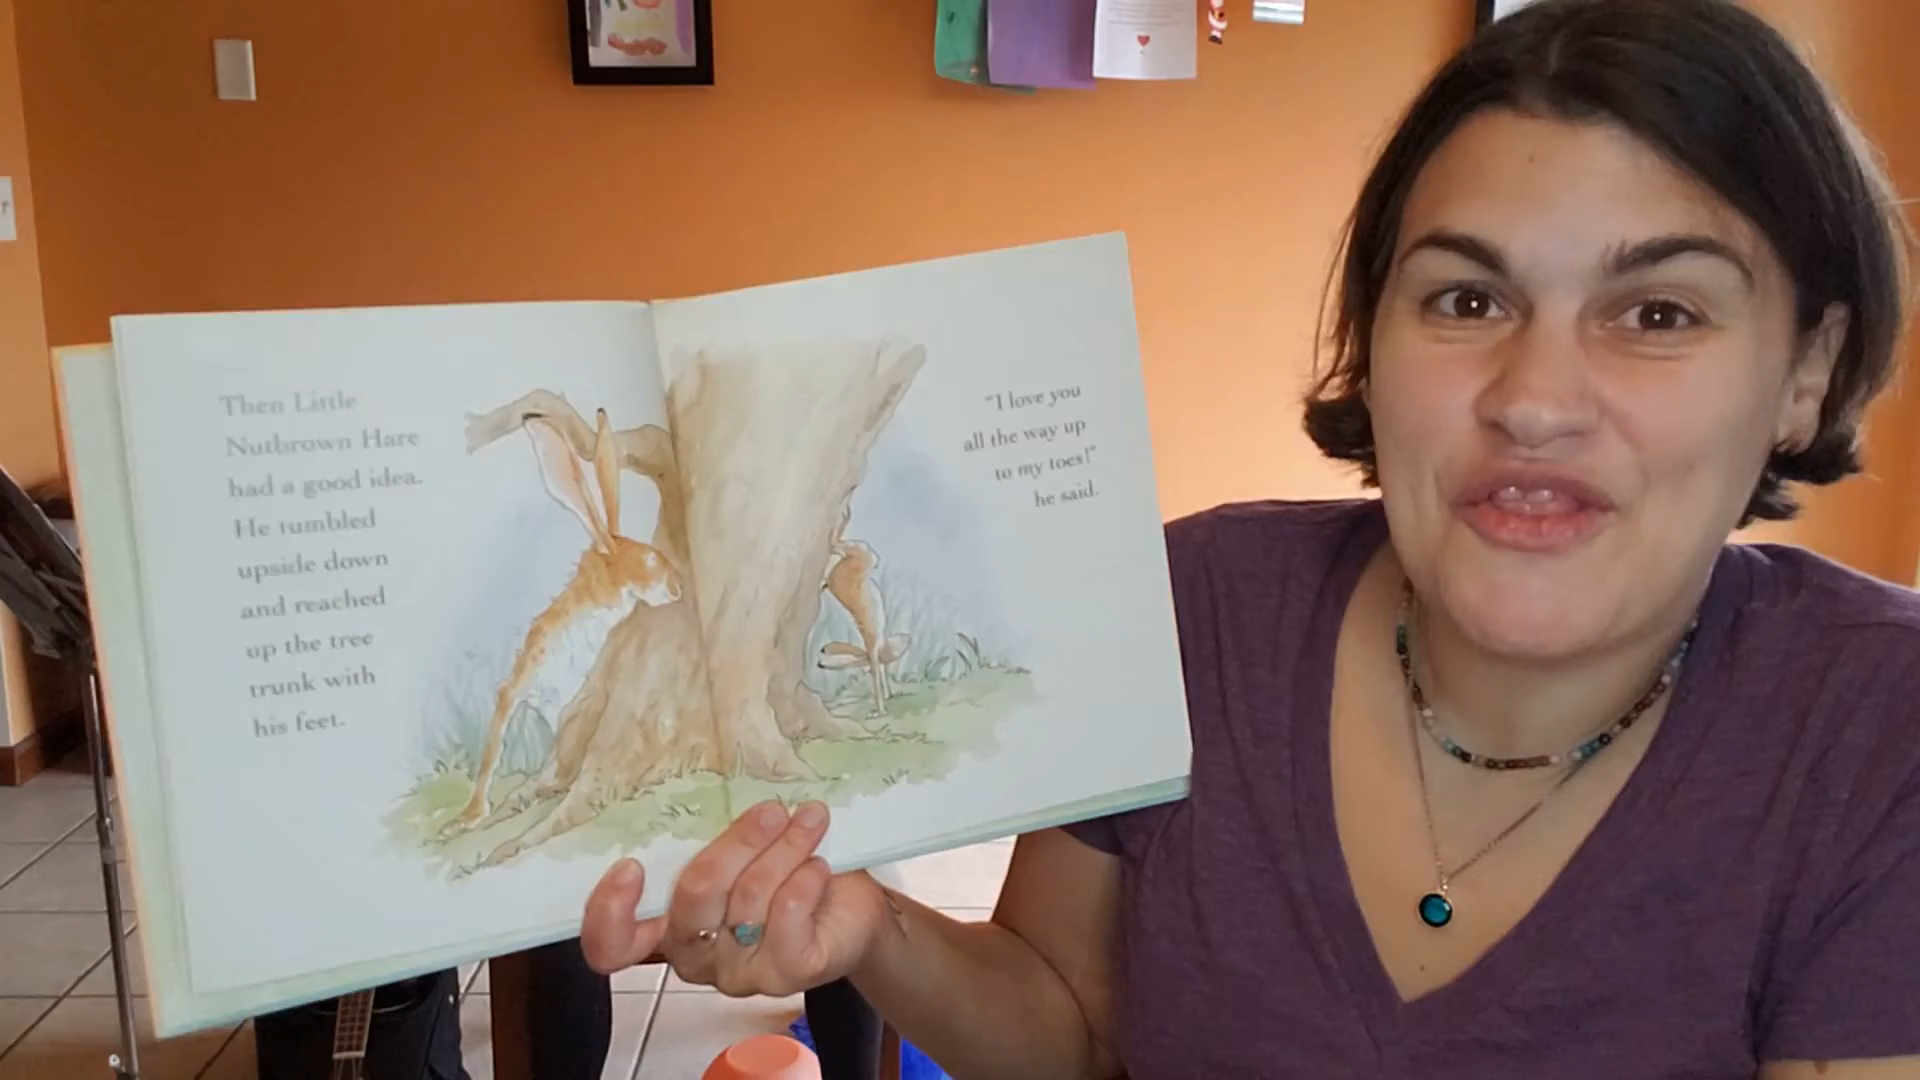 Then Little
Nutbrown Hare
had a good idea.
He tumbled
upside down
and reached
up the tree
trunk with
his feet.
"I love you
all the way up
to my toes!"
he said.